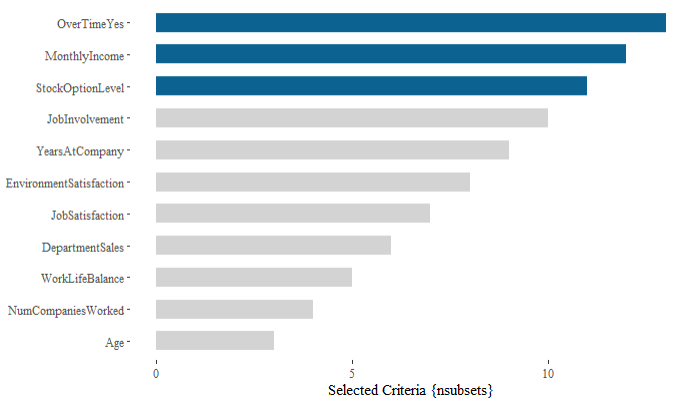 OverTimeYes
MonthlyIncome
StockOptionLevel
JobInvolvement
YearsAtCompany
EnvironmentSatisfaction
JobSatisfaction
DepartmentSales
WorkLifeBalance
NumCompaniesWorked
Age
0 5 10
Selected Criteria {nsubsets}